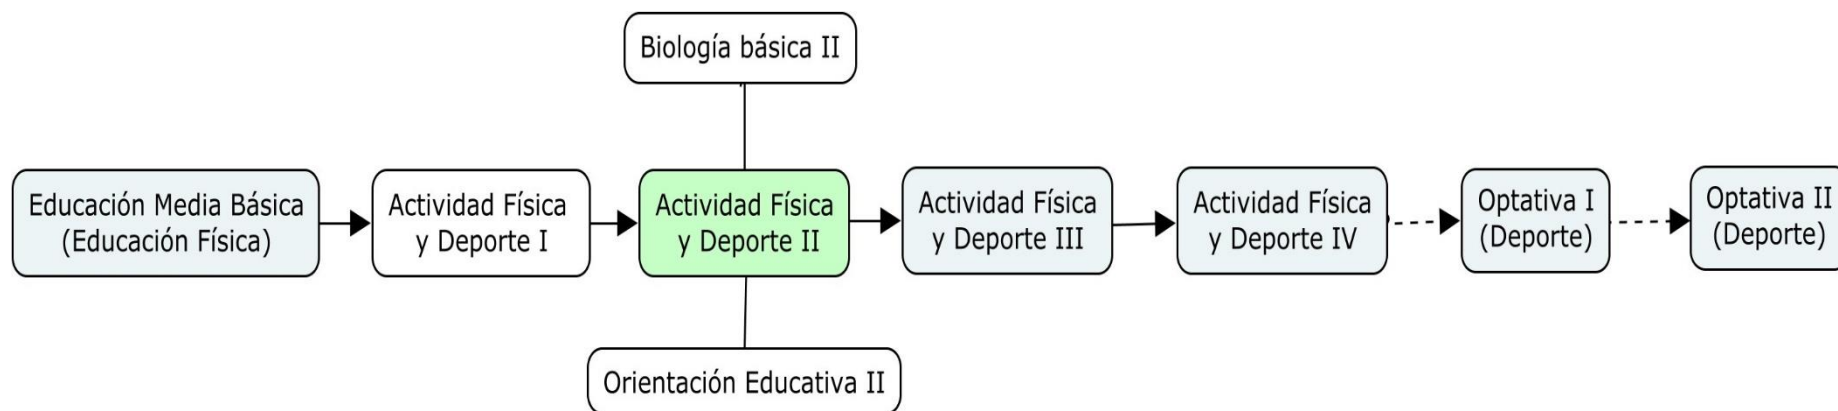 Biología básica II
Educación Media Básica
(Educación Física)
Actividad Física
y Deporte I
Actividad Física
y Deporte II
Actividad Física
y Deporte III
Actividad Física
y Deporte IV
Optativa I
(Deporte)
Optativa II
(Deporte)
Orientación Educativa II